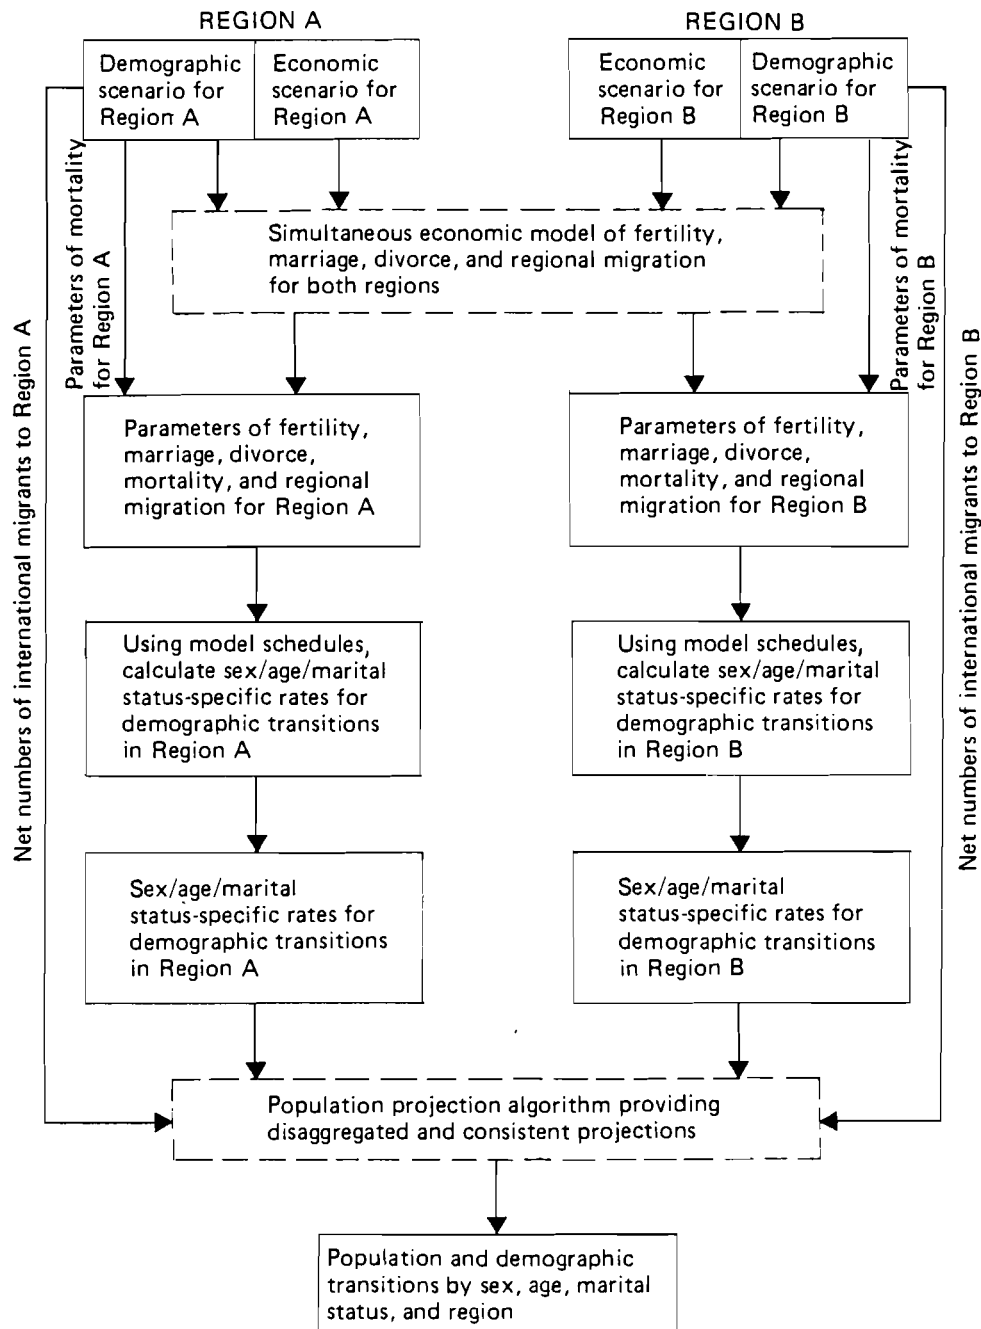 REGION A
REGION B
Demographic
scenario for
Region A
Economic
scenario for
Region A
Economic
scenario for
Region B
Demographic
scenario for
Region B
Parameters of mortality
for Region A
Parameters of mortality
for Region B
Net numbers of international migrants to Region A
Net numbers of international migrants to Region B
Simultaneous economic model of fertility,
marriage, divorce, and regional migration
for both regions
Parameters of fertility,
marriage, divorce,
mortality, and regional
migration for Region A
Parameters of fertility,
marriage, divorce,
mortality, and regional
migration for Region B
Using model schedules,
calculate sex/age/marital
status-specific rates for
demographic transitions
in Region A
Using model schedules,
calculate sex/age/marital
status-specific rates for
demographic transitions
in Region B
Sex/age/marital
status-specific rates for
demographic transitions
in Region A
Sex/age/marital
status-specific rates for
demographic transitions
in Region B
Population projection algorithm providing
disaggregated and consistent projections
Population and demographic
transitions by sex, age, marital
status, and region